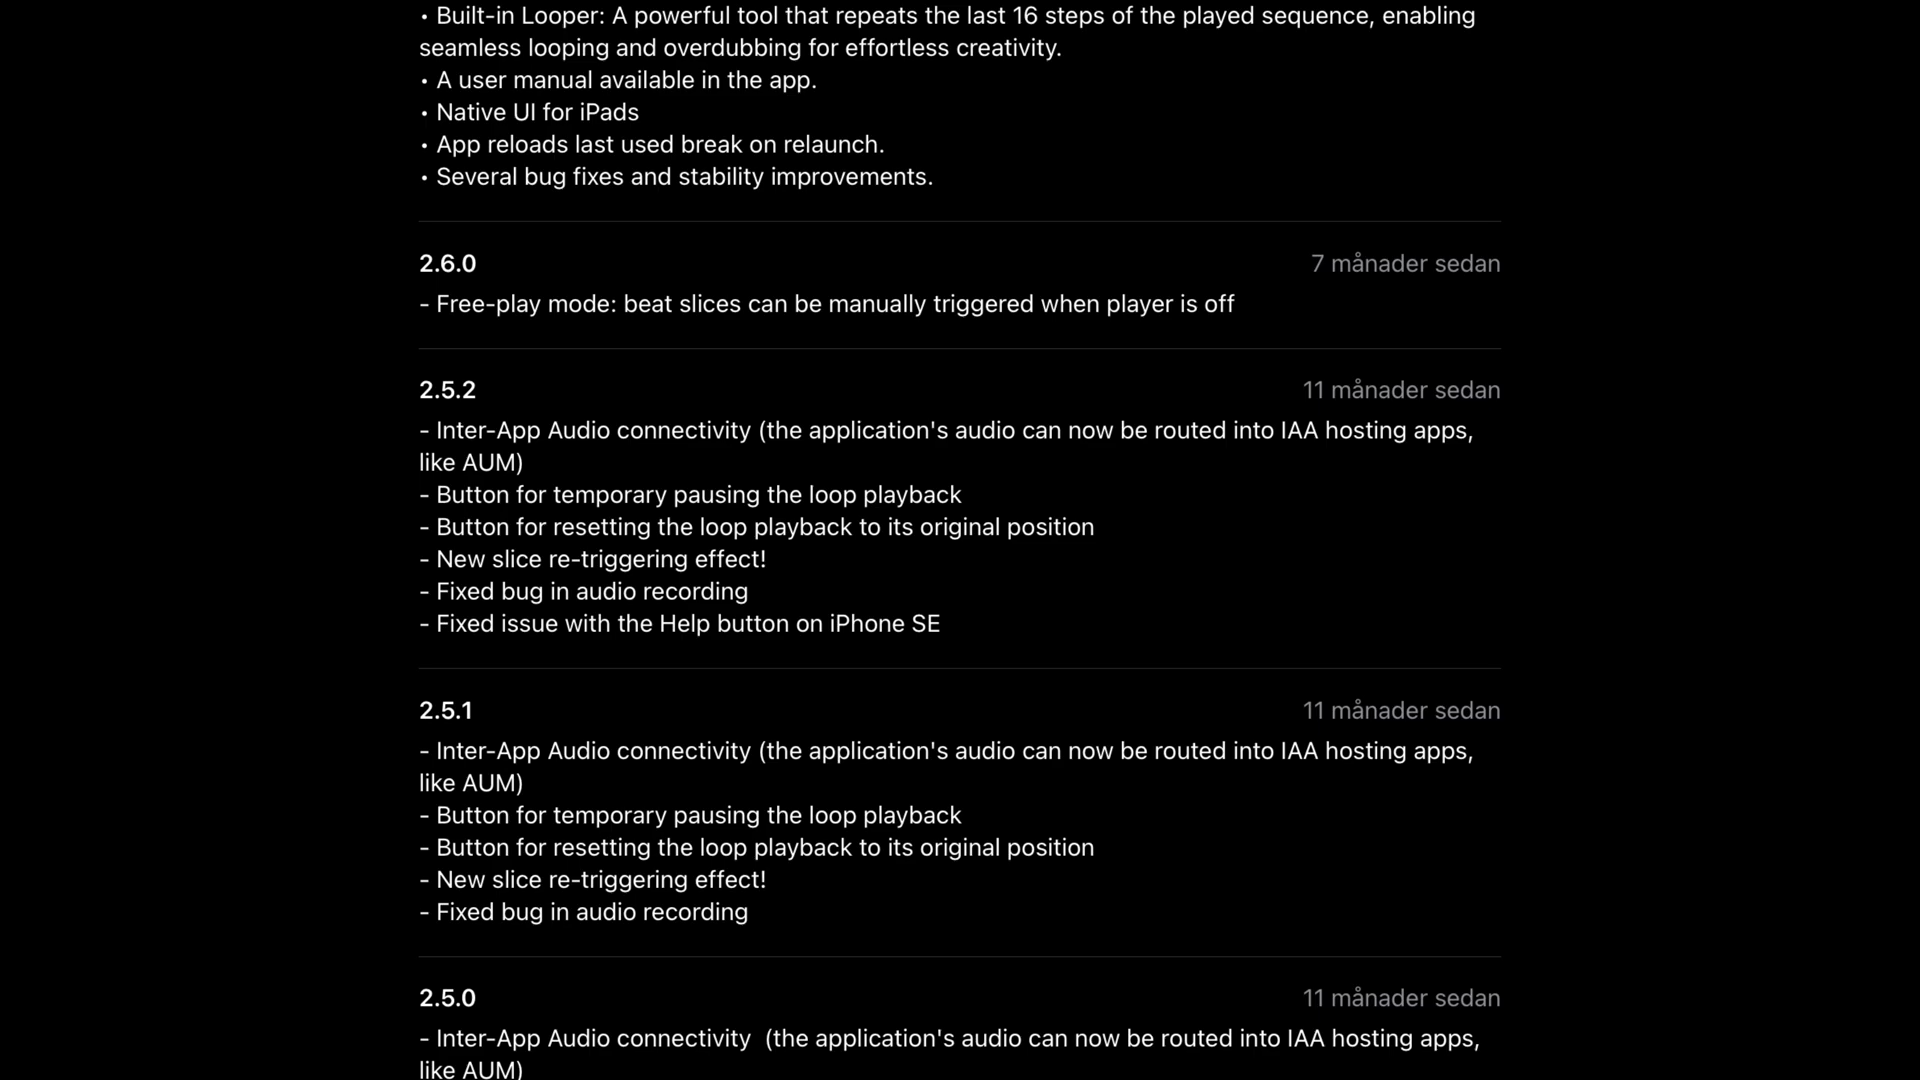 • Built-in Looper: A powerful tool that repeats the last 16 steps of the played sequence, enabling
seamless looping and overdubbing for effortless creativity.
• A user manual available in the app.
• Native UI for iPads
• App reloads last used break on relaunch.
• Several bug fixes and stability improvements.
2.6.0 7 månader sedan
- Free-play mode: beat slices can be manually triggered when player is off
2.5.2 11 månader sedan
- Inter-App Audio connectivity (the application's audio can now be routed into IAA hosting apps,
like AUM)
- Button for temporary pausing the loop playback
- Button for resetting the loop playback to its original position
- New slice re-triggering effect!
- Fixed bug in audio recording
- Fixed issue with the Help button on iPhone SE
2.5.1 11 månader sedan
- Inter-App Audio connectivity (the application's audio can now be routed into IAA hosting apps,
like AUM)
- Button for temporary pausing the loop playback
- Button for resetting the loop playback to its original position
- New slice re-triggering effect!
- Fixed bug in audio recording
2.5.0 11 månader sedan
- Inter-App Audio connectivity  (the application's audio can now be routed into IAA hosting apps,
like AUM)